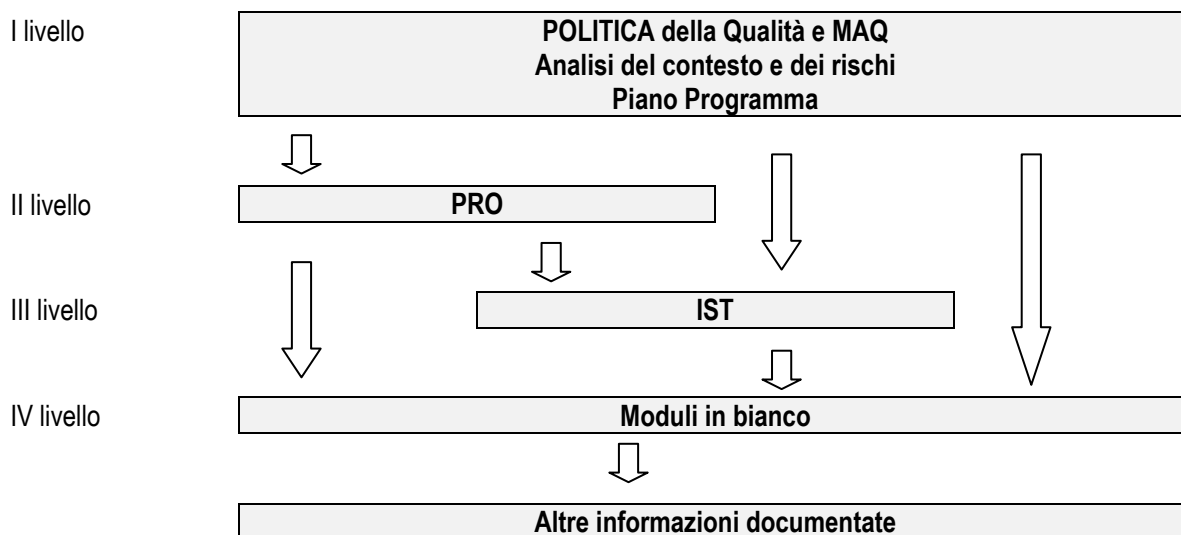 I livello
POLITICA della Qualità e MAQ
Analisi del contesto e dei rischi
Piano Programma
II livello
PRO
III livello
IST
IV livello
Moduli in bianco
Altre informazioni documentate